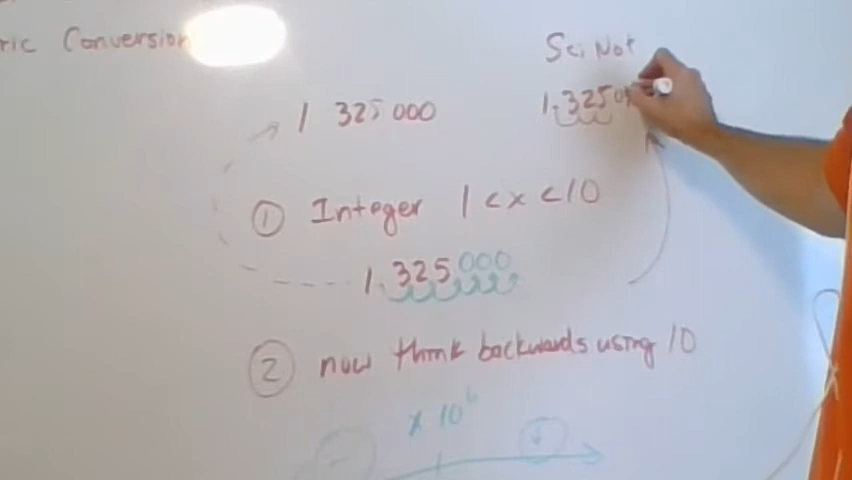 ric Conversion
Sci Not
1 325 000
1.325 0
① Integer 1 < x < 10
1.325 000
② now think backwards using 10
x 10⁶
−
+